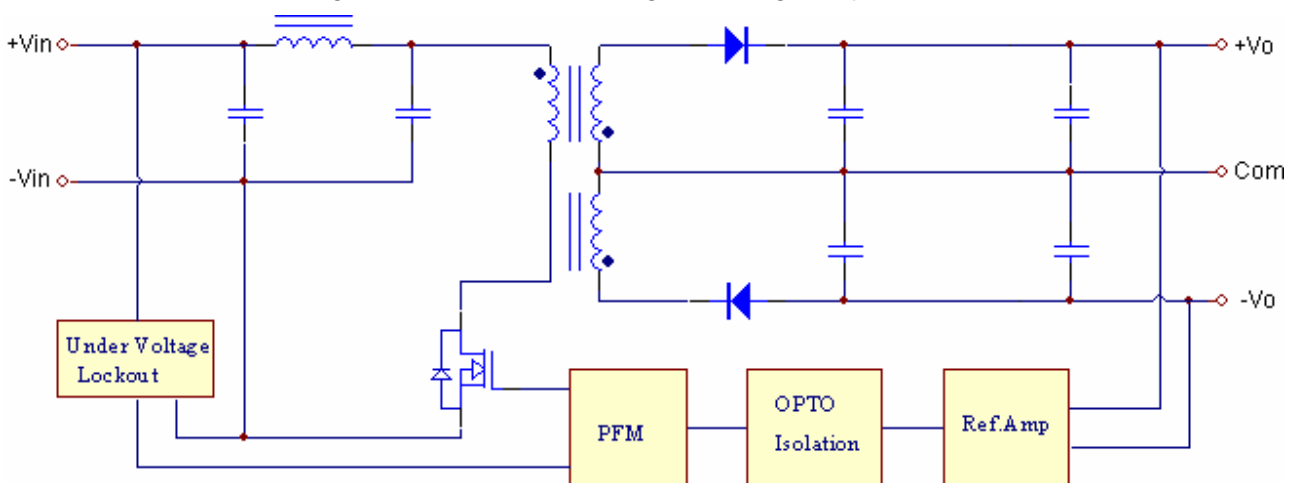 +Vin
+Vo
-Vin
Com
-Vo
Under Voltage
Lockout
PFM
OPTO
Isolation
Ref.Amp